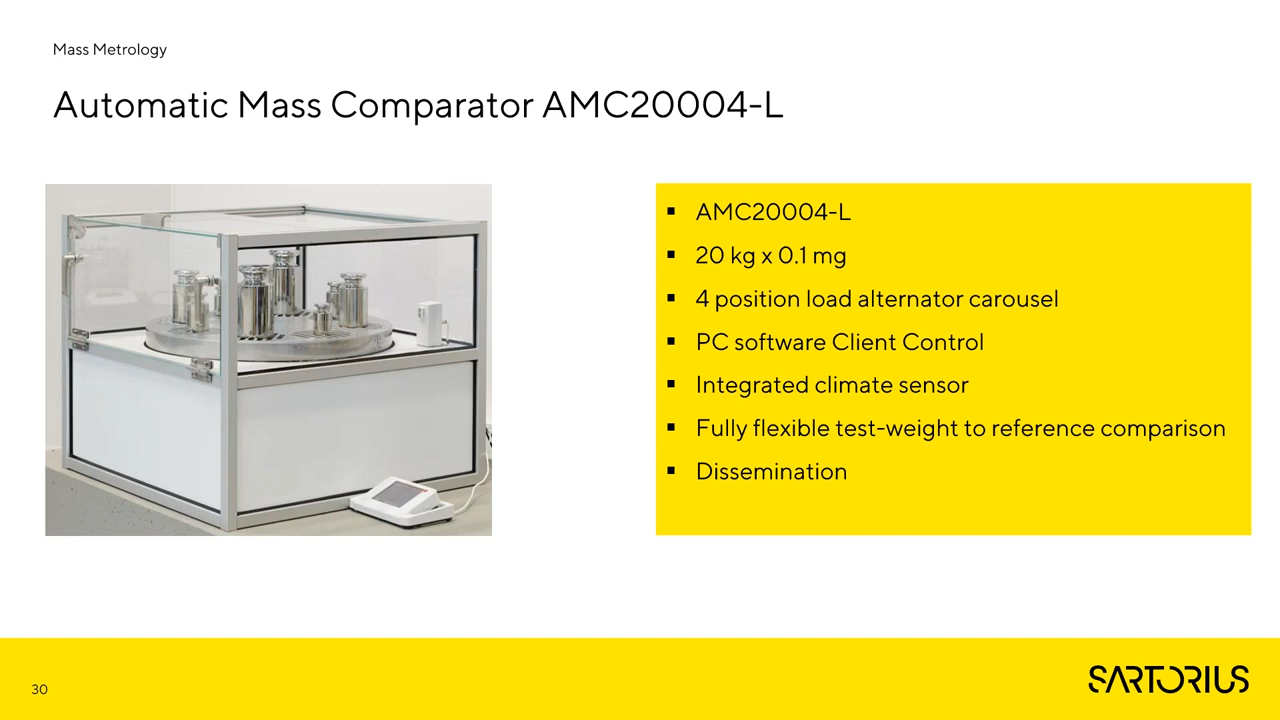 Mass Metrology
Automatic Mass Comparator AMC20004-L
▪ AMC20004-L
▪ 20 kg x 0.1 mg
▪ 4 position load alternator carousel
▪ PC software Client Control
▪ Integrated climate sensor
▪ Fully flexible test-weight to reference comparison
▪ Dissemination
30
SARTORIUS